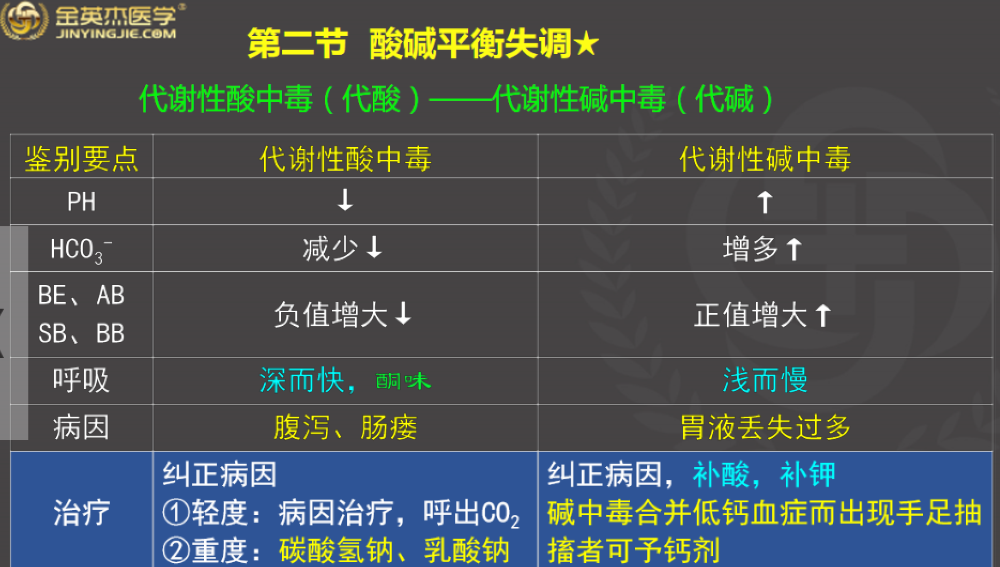 金英杰医学®
JINYINGJIE.COM
第二节 酸碱平衡失调★
代谢性酸中毒（代酸）——代谢性碱中毒（代碱）
鉴别要点 代谢性酸中毒 代谢性碱中毒
PH ↓ ↑
HCO₃⁻ 减少↓ 增多↑
BE、AB
SB、BB
负值增大↓ 正值增大↑
呼吸 深而快，酮味 浅而慢
病因 腹泻、肠瘘 胃液丢失过多
治疗
纠正病因
①轻度：病因治疗，呼出CO₂
②重度：碳酸氢钠、乳酸钠
纠正病因，补酸，补钾
碱中毒合并低钙血症而出现手足抽
搐者可予钙剂